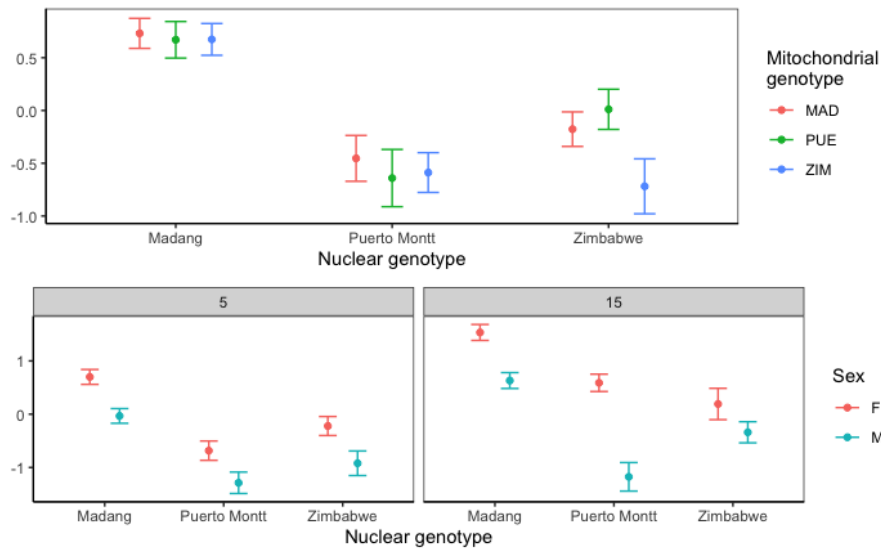 0.5
0.0
-0.5
-1.0
Madang Puerto Montt Zimbabwe
Nuclear genotype
Mitochondrial
genotype
MAD
PUE
ZIM
5 15
1
0
-1
Madang Puerto Montt Zimbabwe Madang Puerto Montt Zimbabwe
Nuclear genotype
Sex
F
M